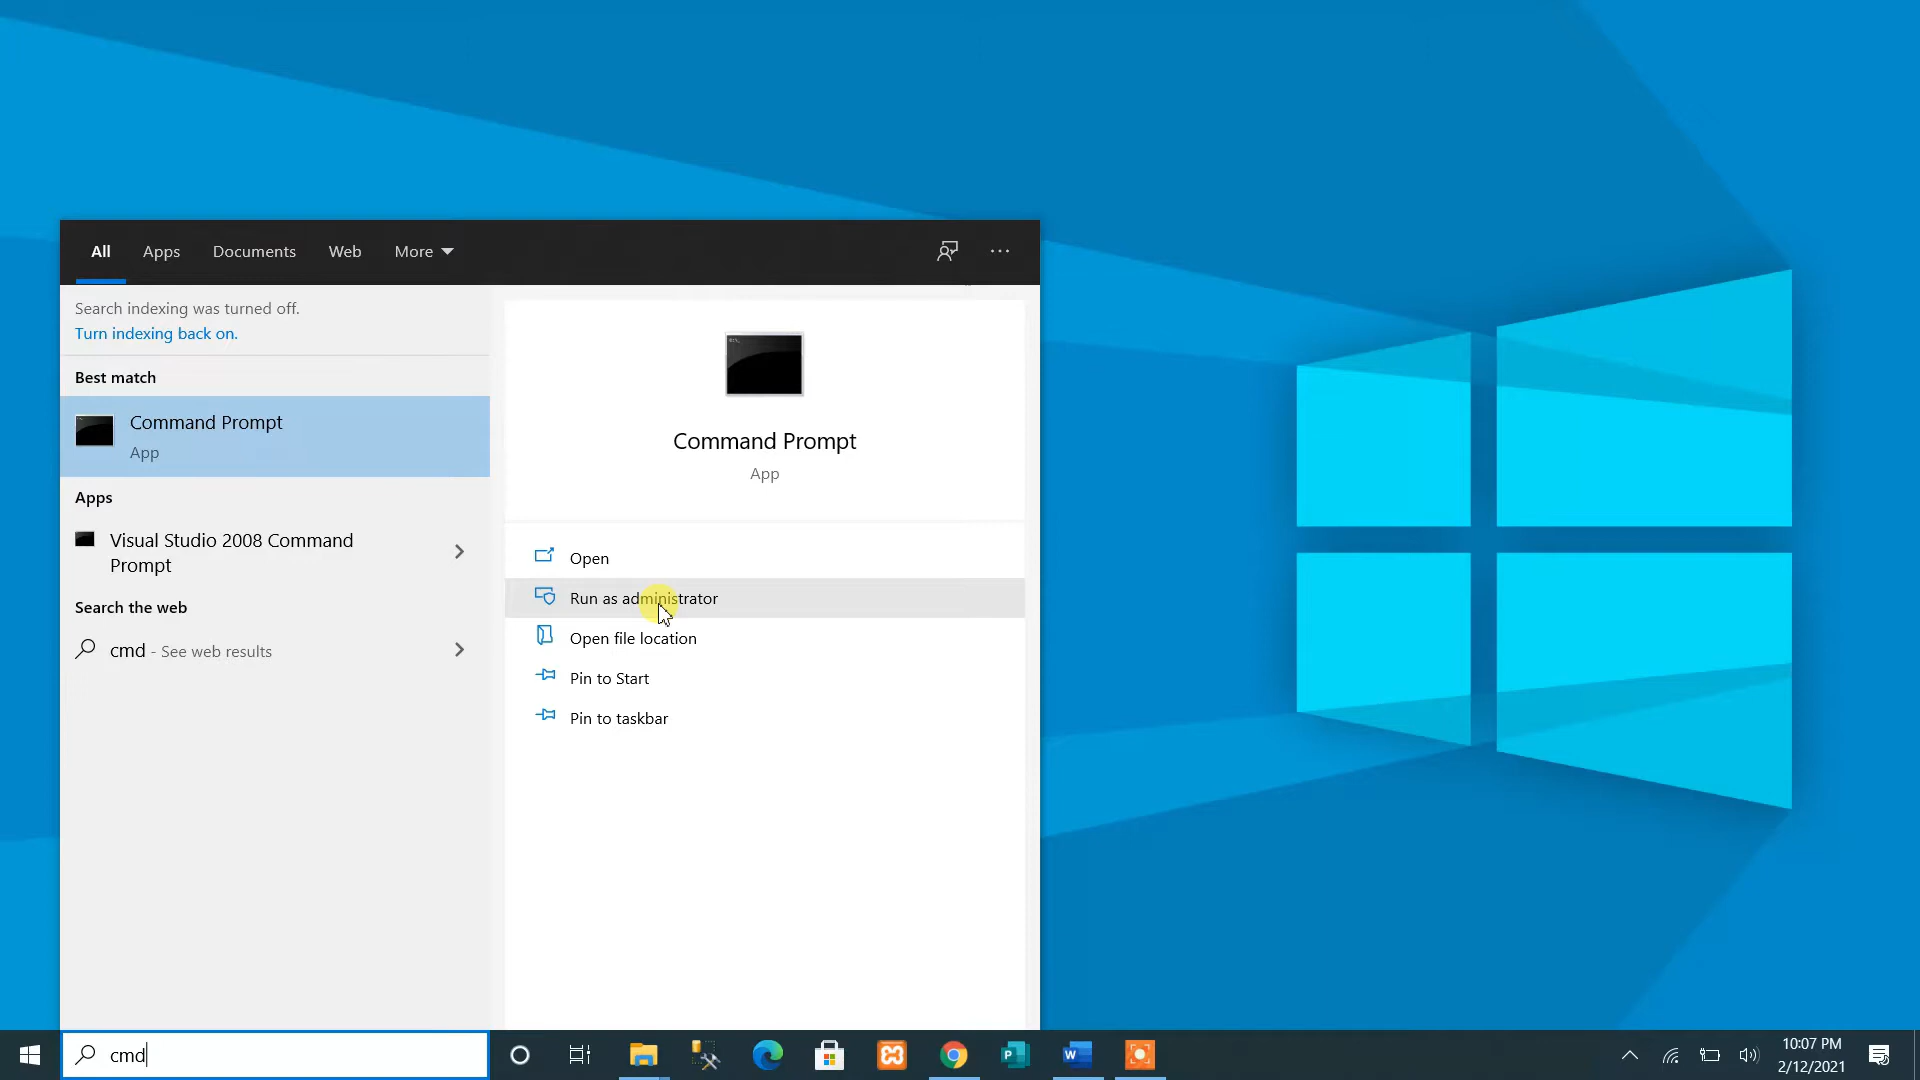 All Apps Documents Web More
Search indexing was turned off.
Turn indexing back on.
Best match
Command Prompt
App
Apps
Visual Studio 2008 Command
Prompt
Search the web
cmd - See web results
Command Prompt
App
Open
Run as administrator
Open file location
Pin to Start
Pin to taskbar
cmd
10:07 PM
2/12/2021